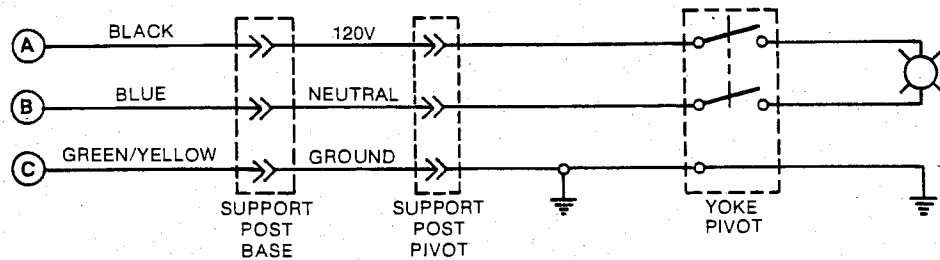 A BLACK 120V
B BLUE NEUTRAL
C GREEN/YELLOW GROUND
SUPPORT
POST
BASE
SUPPORT
POST
PIVOT
YOKE
PIVOT